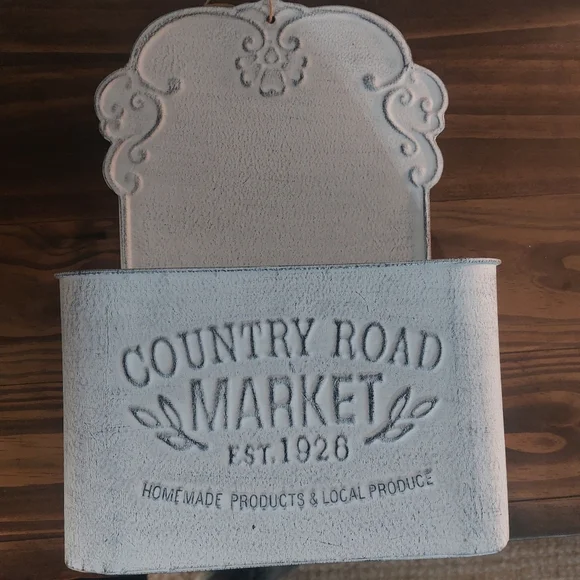 COUNTRY ROAD
MARKET
EST. 1928
HOMEMADE PRODUCTS & LOCAL PRODUCE